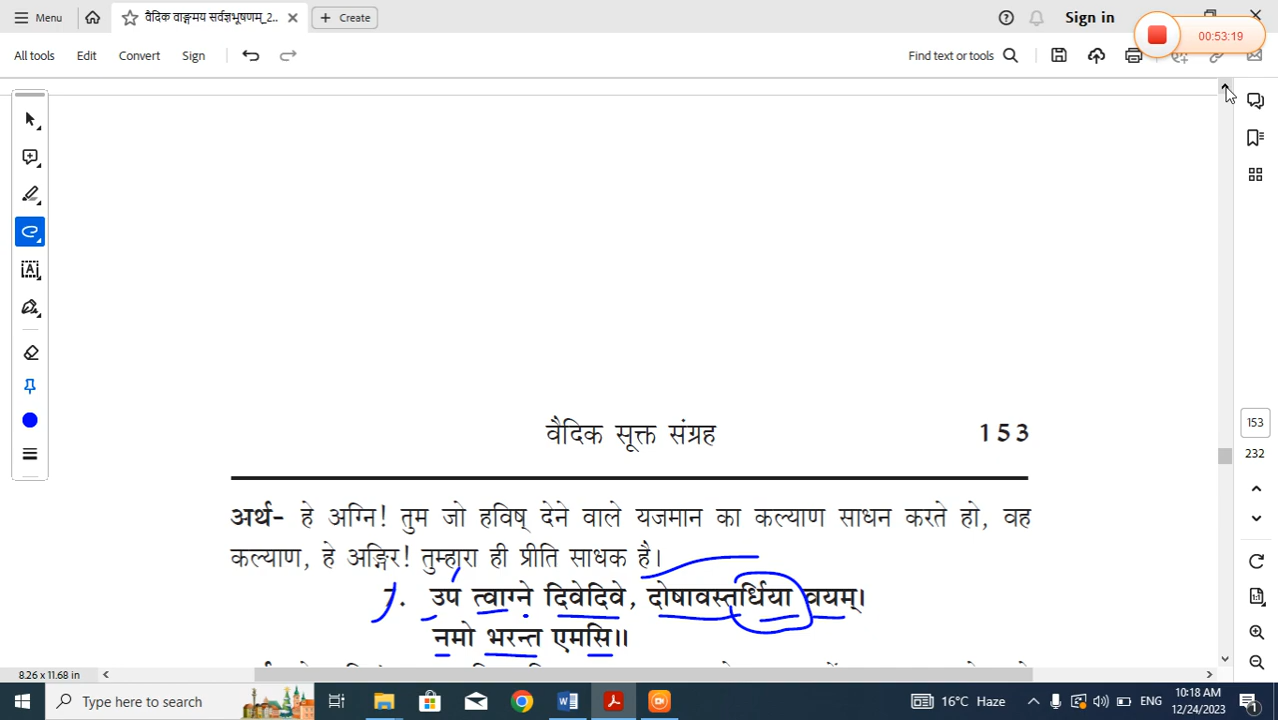 Menu
वैदिक वाङ्गमय सर्वज्ञभूषणम्_2...
Create
Sign in
00:53:19
All tools Edit Convert Sign
Find text or tools
वैदिक सूक्त संग्रह 153
अर्थ- हे अग्नि! तुम जो हविष् देने वाले यजमान का कल्याण साधन करते हो, वह
कल्याण, हे अङ्गिर! तुम्हारा ही प्रीति साधक है।
7. उप त्वाग्ने दिवेदिवे, दोषावस्तर्धिया वयम्।
नमो भरन्त एमसि॥
153
232
8.26 x 11.68 in
Type here to search
16°C Haze
ENG
10:18 AM
12/24/2023
1